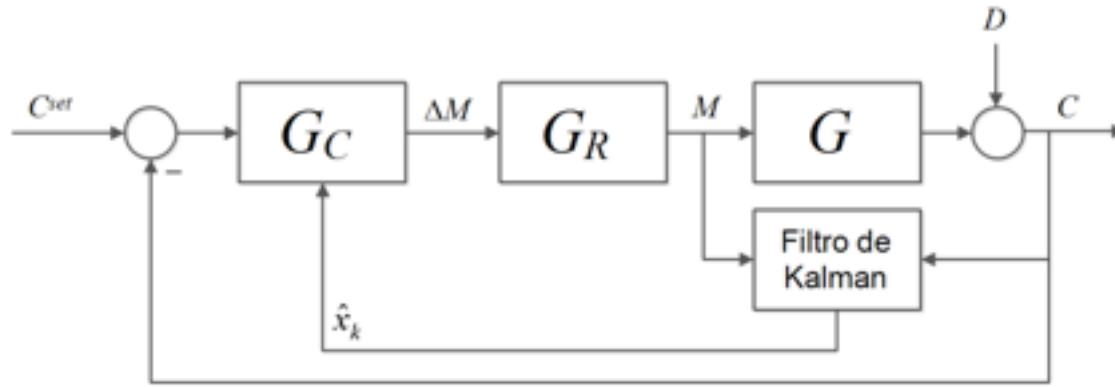 D
C^set
G_C
ΔM
G_R
M
G
C
Filtro de
Kalman
x̂_k
−